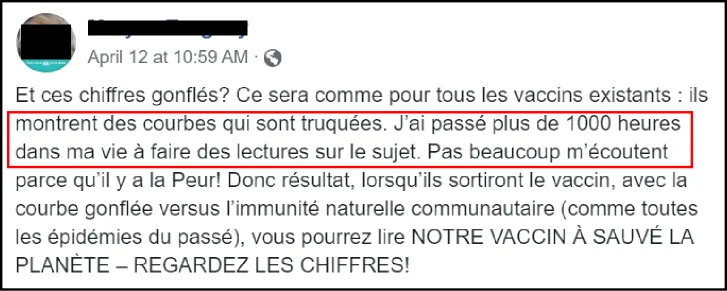 April 12 at 10:59 AM ·
Et ces chiffres gonflés? Ce sera comme pour tous les vaccins existants : ils
montrent des courbes qui sont truquées. J'ai passé plus de 1000 heures
dans ma vie à faire des lectures sur le sujet. Pas beaucoup m'écoutent
parce qu'il y a la Peur! Donc résultat, lorsqu'ils sortiront le vaccin, avec la
courbe gonflée versus l'immunité naturelle communautaire (comme toutes
les épidémies du passé), vous pourrez lire NOTRE VACCIN À SAUVÉ LA
PLANÈTE – REGARDEZ LES CHIFFRES!